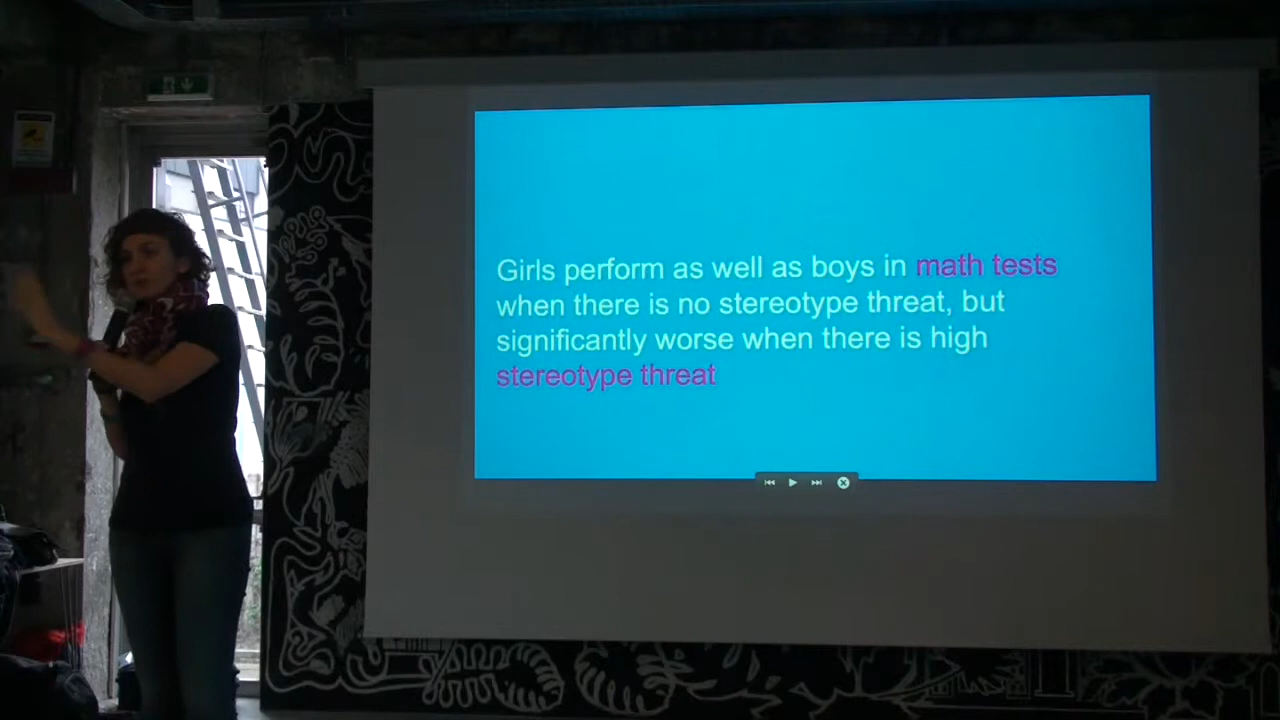 Girls perform as well as boys in math tests
when there is no stereotype threat, but
significantly worse when there is high
stereotype threat